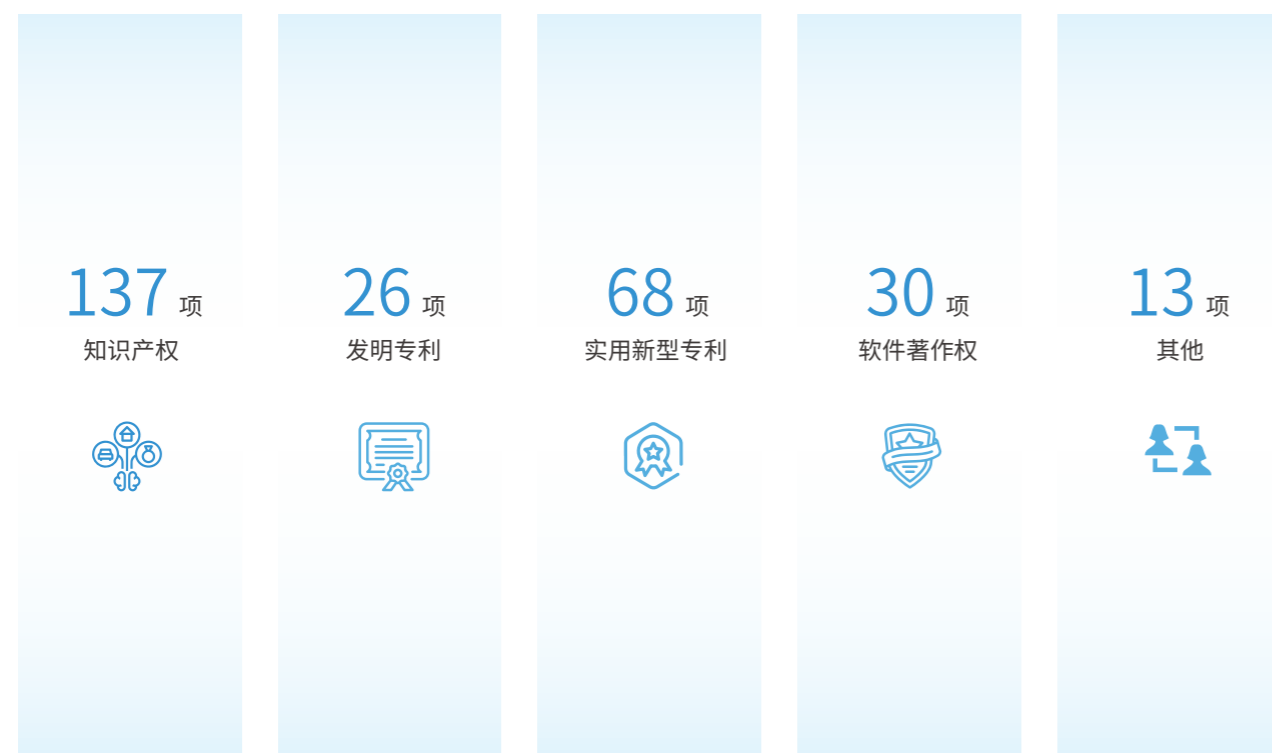 137 项
知识产权
26 项
发明专利
68 项
实用新型专利
30 项
软件著作权
13 项
其他